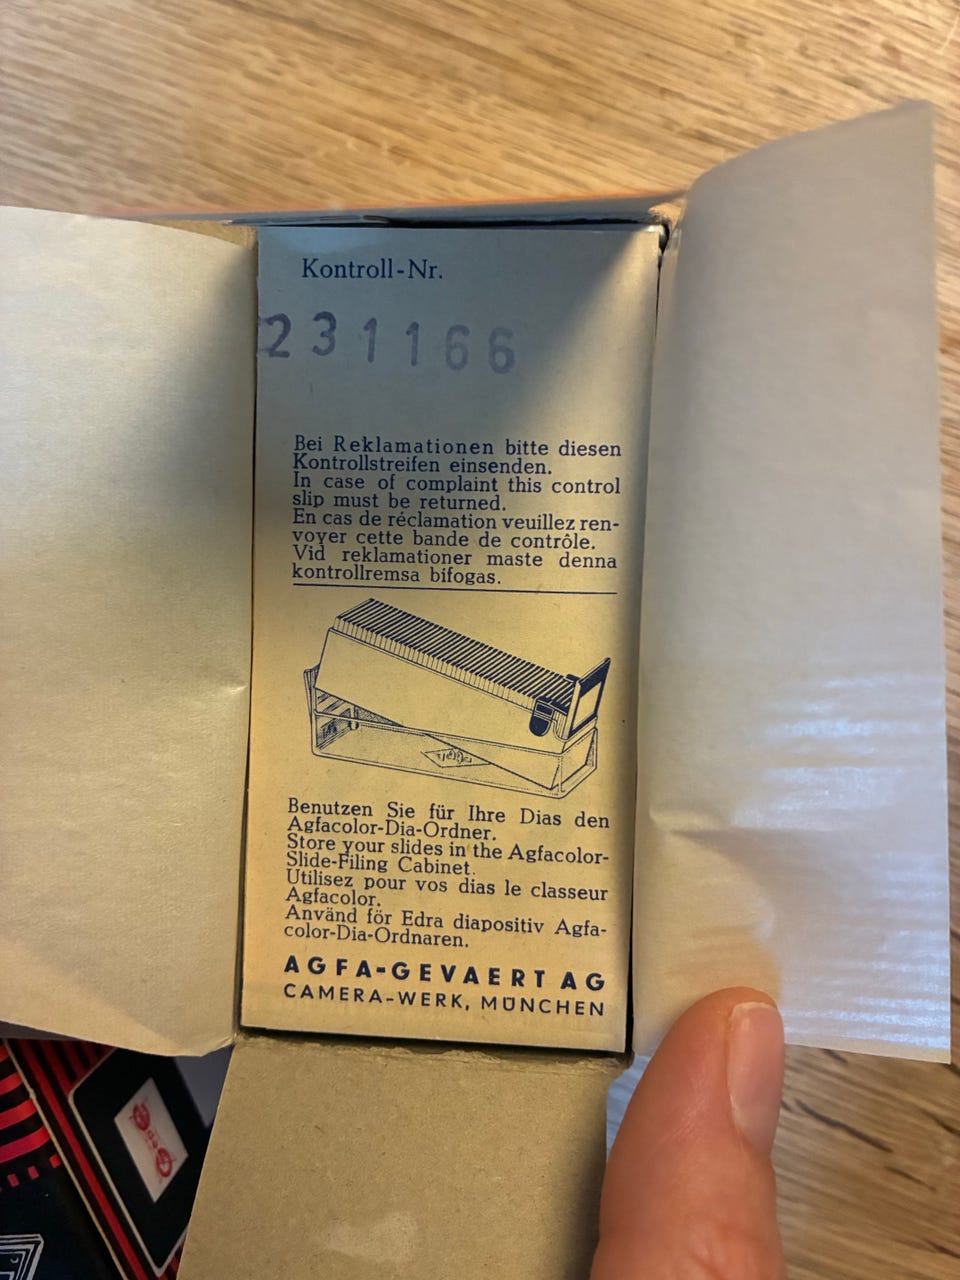 Kontroll-Nr.
231166
Bei Reklamationen bitte diesen
Kontrollstreifen einsenden.
In case of complaint this control
slip must be returned.
En cas de réclamation veuillez ren-
voyer cette bande de contrôle.
Vid reklamationer maste denna
kontrollremsa bifogas.
Benutzen Sie für Ihre Dias den
Agfacolor-Dia-Ordner.
Store your slides in the Agfacolor-
Slide-Filing Cabinet.
Utilisez pour vos dias le classeur
Agfacolor.
Använd för Edra diapositiv Agfa-
color-Dia-Ordnaren.
AGFA-GEVAERT AG
CAMERA-WERK, MÜNCHEN